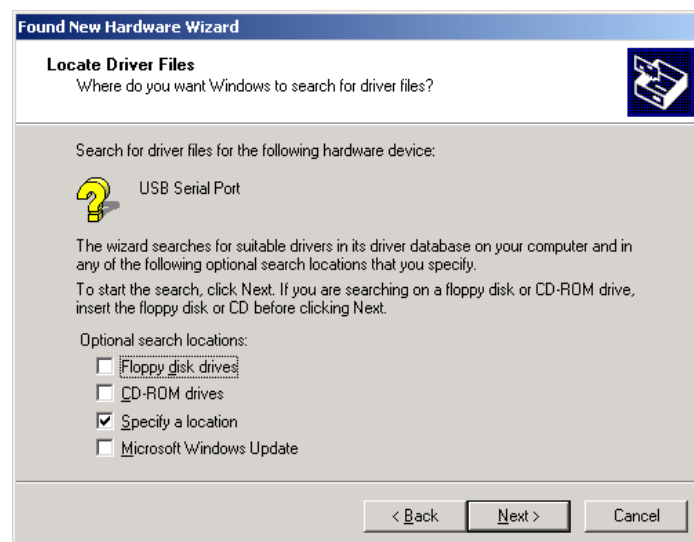 Found New Hardware Wizard
Locate Driver Files
Where do you want Windows to search for driver files?
Search for driver files for the following hardware device:
USB Serial Port
The wizard searches for suitable drivers in its driver database on your computer and in
any of the following optional search locations that you specify.
To start the search, click Next. If you are searching on a floppy disk or CD-ROM drive,
insert the floppy disk or CD before clicking Next.
Optional search locations:
Floppy disk drives
CD-ROM drives
Specify a location
Microsoft Windows Update
< Back Next > Cancel